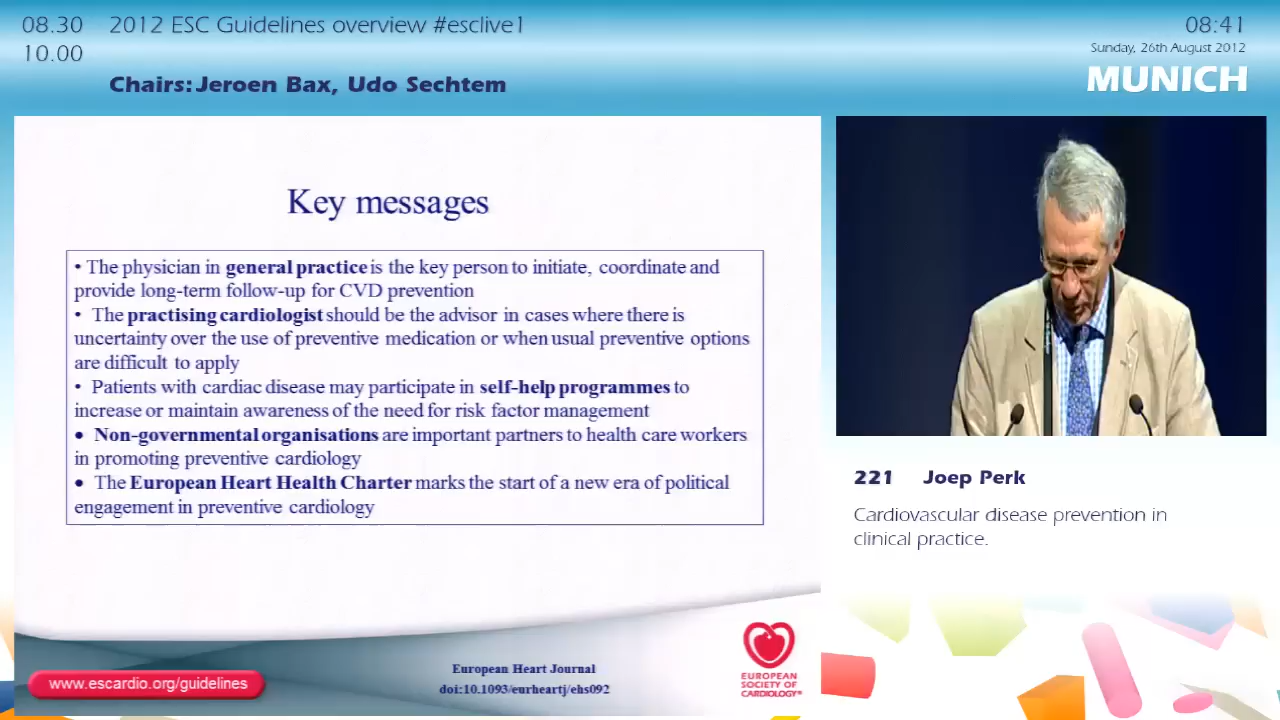 08.30 2012 ESC Guidelines overview #esclive1
10.00
Chairs: Jeroen Bax, Udo Sechtem
08:41
Sunday, 26th August 2012
MUNICH
Key messages
• The physician in general practice is the key person to initiate, coordinate and
provide long-term follow-up for CVD prevention
• The practising cardiologist should be the advisor in cases where there is
uncertainty over the use of preventive medication or when usual preventive options
are difficult to apply
• Patients with cardiac disease may participate in self-help programmes to
increase or maintain awareness of the need for risk factor management
• Non-governmental organisations are important partners to health care workers
in promoting preventive cardiology
• The European Heart Health Charter marks the start of a new era of political
engagement in preventive cardiology
www.escardio.org/guidelines
European Heart Journal
doi:10.1093/eurheartj/ehs092
EUROPEAN
SOCIETY OF
CARDIOLOGY®
221 Joep Perk
Cardiovascular disease prevention in
clinical practice.